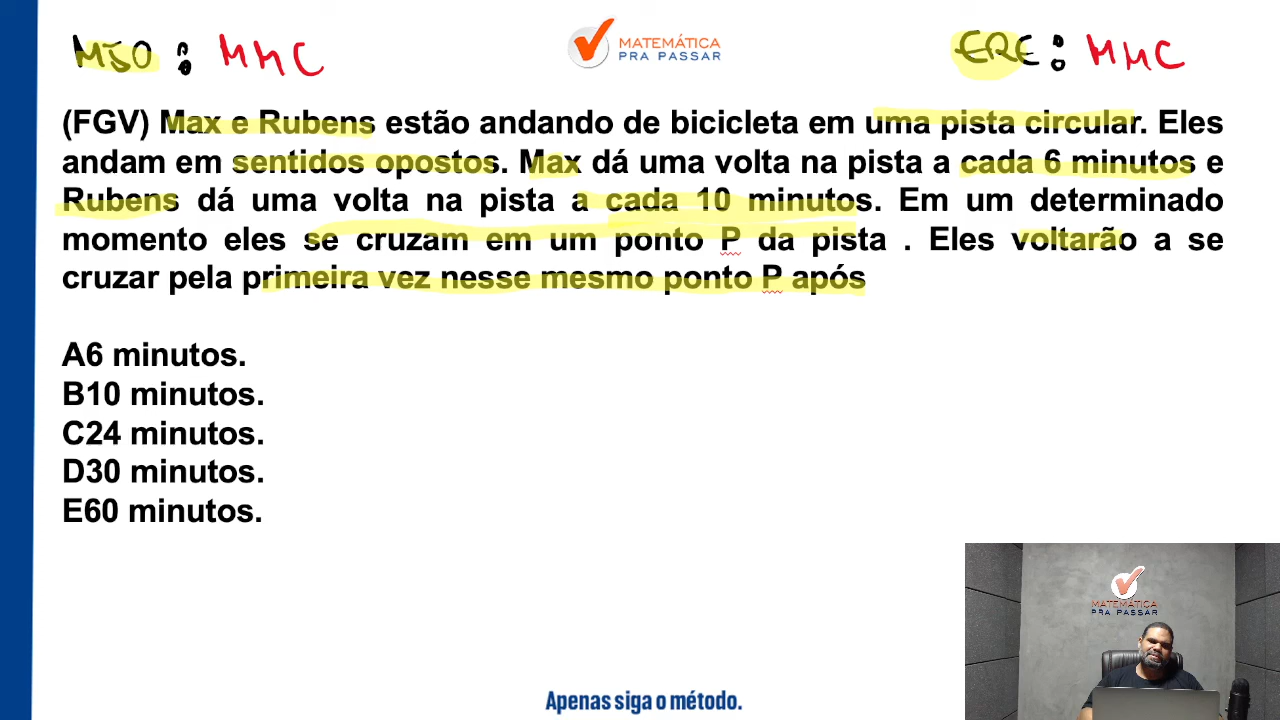 MJO : MMC
MATEMÁTICA
PRA PASSAR
ERE : MMC
(FGV) Max e Rubens estão andando de bicicleta em uma pista circular. Eles
andam em sentidos opostos. Max dá uma volta na pista a cada 6 minutos e
Rubens dá uma volta na pista a cada 10 minutos. Em um determinado
momento eles se cruzam em um ponto P da pista . Eles voltarão a se
cruzar pela primeira vez nesse mesmo ponto P após
A6 minutos.
B10 minutos.
C24 minutos.
D30 minutos.
E60 minutos.
MATEMÁTICA
PRA PASSAR
Apenas siga o método.